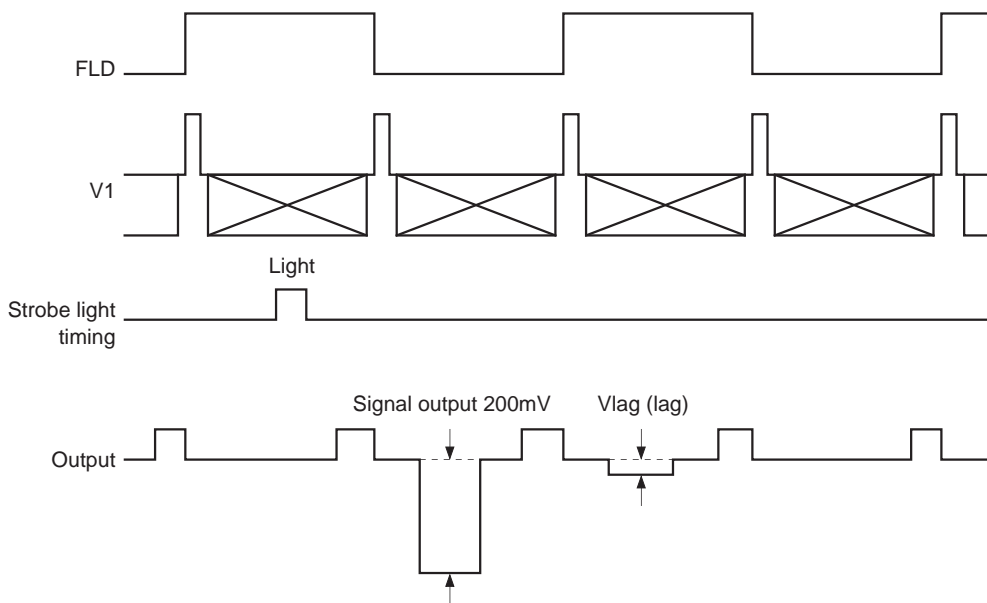 FLD
V1
Light
Strobe light
timing
Signal output 200mV
Vlag (lag)
Output